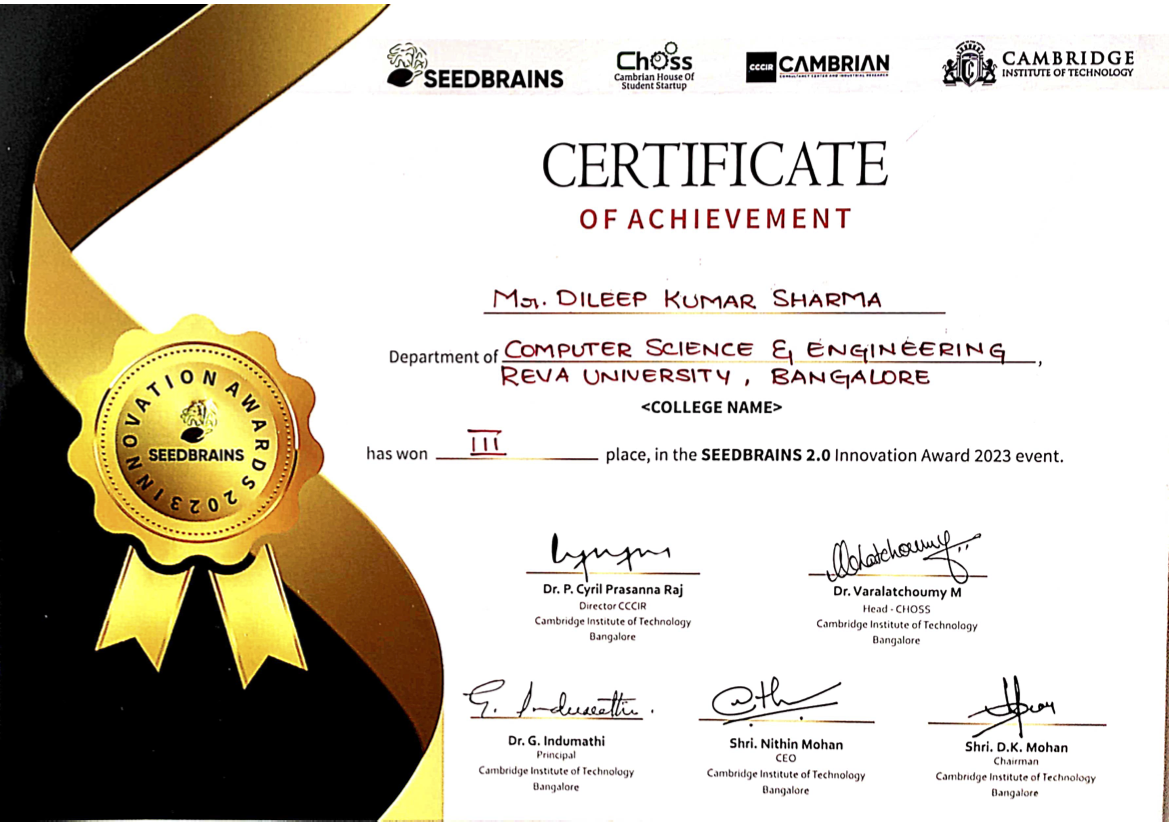 SEEDBRAINS
Choss
Cambrian House Of
Student Startup
CCCIR CAMBRIAN
CONSULTANCY CENTER AND INDUSTRIAL RESEARCH
CAMBRIDGE
INSTITUTE OF TECHNOLOGY
CERTIFICATE
OF ACHIEVEMENT
Mr. DILEEP KUMAR SHARMA
Department of COMPUTER SCIENCE & ENGINEERING,
REVA UNIVERSITY, BANGALORE
<COLLEGE NAME>
has won III place, in the SEEDBRAINS 2.0 Innovation Award 2023 event.
INNOVATION AWARDS 2023
SEEDBRAINS
Dr. P. Cyril Prasanna Raj
Director CCCIR
Cambridge Institute of Technology
Bangalore
Dr. Varalatchoumy M
Head - CHOSS
Cambridge Institute of Technology
Bangalore
G. Indumathi.
Dr. G. Indumathi
Principal
Cambridge Institute of Technology
Bangalore
Shri. Nithin Mohan
CEO
Cambridge Institute of Technology
Bangalore
Shri. D.K. Mohan
Chairman
Cambridge Institute of Technology
Bangalore